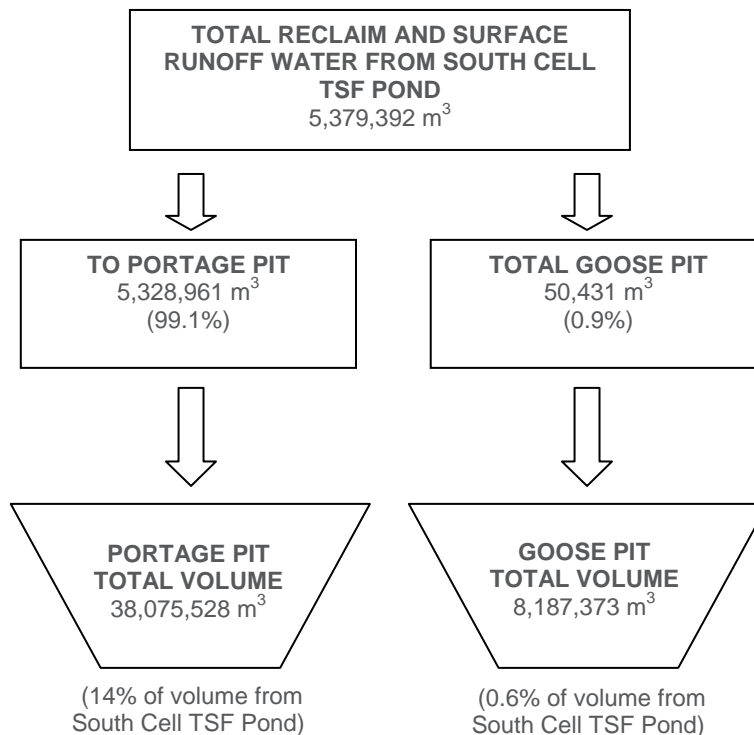 TOTAL RECLAIM AND SURFACE
RUNOFF WATER FROM SOUTH CELL
TSF POND
5,379,392 m³
TO PORTAGE PIT
5,328,961 m³
(99.1%)
TOTAL GOOSE PIT
50,431 m³
(0.9%)
PORTAGE PIT
TOTAL VOLUME
38,075,528 m³
GOOSE PIT
TOTAL VOLUME
8,187,373 m³
(14% of volume from
South Cell TSF Pond)
(0.6% of volume from
South Cell TSF Pond)